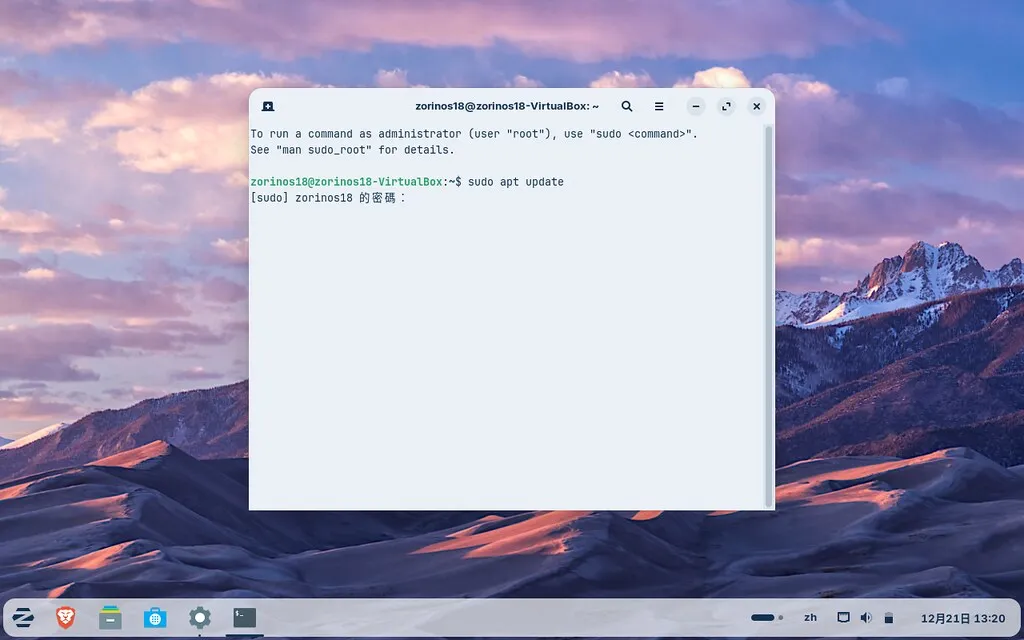 zorinos18@zorinos18-VirtualBox: ~
To run a command as administrator (user "root"), use "sudo <command>".
See "man sudo_root" for details.
zorinos18@zorinos18-VirtualBox:~$ sudo apt update
[sudo] zorinos18 的密碼：
zh
12月21日 13:20